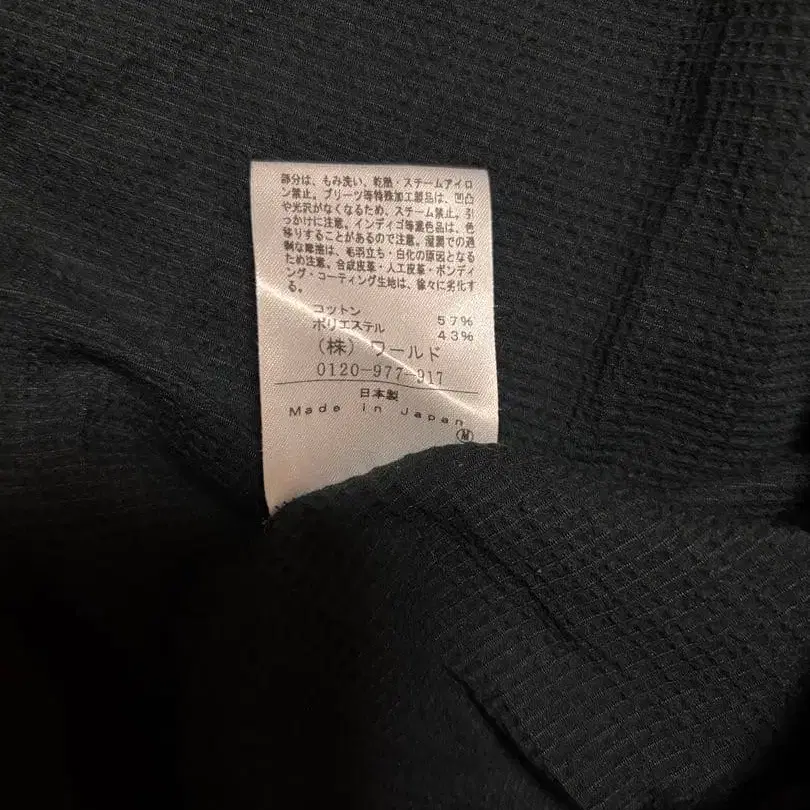 部分は、もみ洗い、乾熱・スチームアイロ
ン禁止。プリーツ等特殊加工製品は、凹凸
や光沢がなくなるため、スチーム禁止。引
っかけに注意。インディゴ等濃色品は、色
移りすることがあるので注意。湿潤での過
剰な摩擦は、毛羽立ち・白化の原因となる
ため注意。合成皮革・人工皮革・ボンディ
ング・コーティング生地は、徐々に劣化す
る。
コットン 57%
ポリエステル 43%
(株) ワールド
0120-977-917
日本製
Made in Japan
M